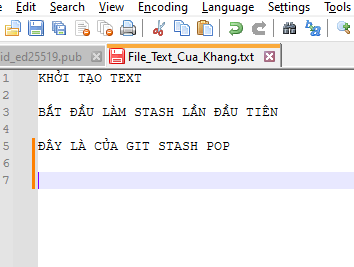 Search View Encoding Language Settings Tools
id_ed25519.pub File_Text_Cua_Khang.txt
1 KHỞI TẠO TEXT
2
3 BẮT ĐẦU LÀM STASH LẦN ĐẦU TIÊN
4
5 ĐÂY LÀ CỦA GIT STASH POP
6
7